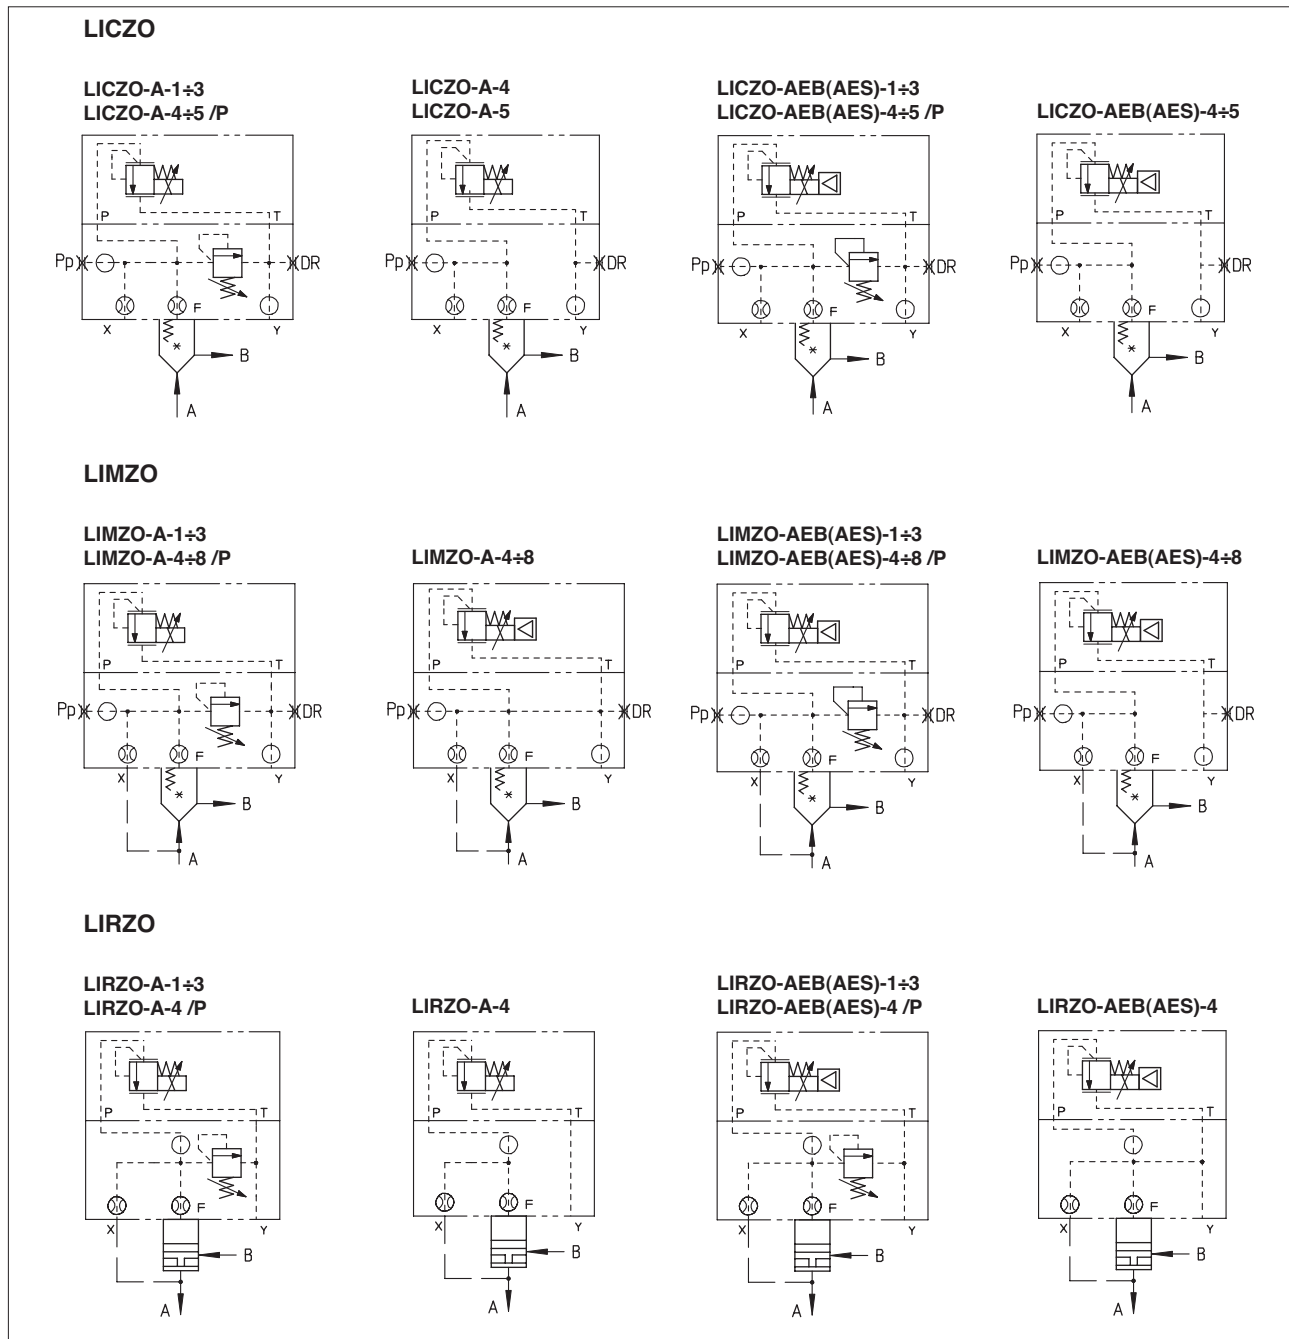 LICZO
LICZO-A-1÷3
LICZO-A-4÷5 /P
LICZO-A-4
LICZO-A-5
LICZO-AEB(AES)-1÷3
LICZO-AEB(AES)-4÷5 /P
LICZO-AEB(AES)-4÷5
P T
Pp DR
F
X Y
B
A
P T
Pp DR
F
X Y
B
A
P T
Pp DR
F
X Y
B
A
P T
Pp DR
F
X Y
B
A
LIMZO
LIMZO-A-1÷3
LIMZO-A-4÷8 /P
LIMZO-A-4÷8
LIMZO-AEB(AES)-1÷3
LIMZO-AEB(AES)-4÷8 /P
LIMZO-AEB(AES)-4÷8
P T
Pp DR
F
X Y
B
A
P T
Pp DR
F
X Y
B
A
P T
Pp DR
F
X Y
B
A
P T
Pp DR
F
X Y
B
A
LIRZO
LIRZO-A-1÷3
LIRZO-A-4 /P
LIRZO-A-4
LIRZO-AEB(AES)-1÷3
LIRZO-AEB(AES)-4 /P
LIRZO-AEB(AES)-4
P T
F
X Y
B
A
P T
F
X Y
B
A
P T
F
X Y
B
A
P T
F
X Y
B
A